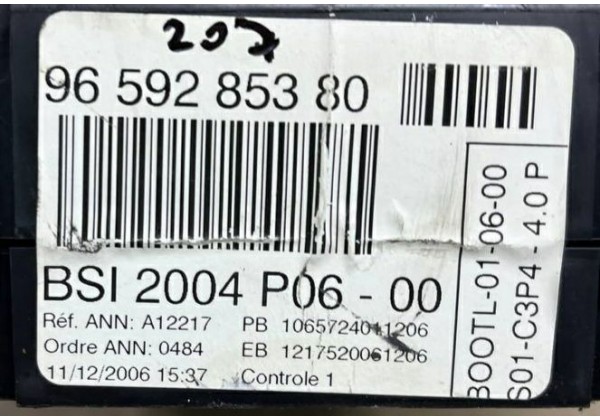 207
96 592 853 80
BSI 2004 P06 - 00
Réf. ANN: A12217 PB 1065724011206
Ordre ANN: 0484 EB 1217520061206
11/12/2006 15:37 Controle 1
BOOTL-01-06-00
S01-C3P4 - 4.0 P